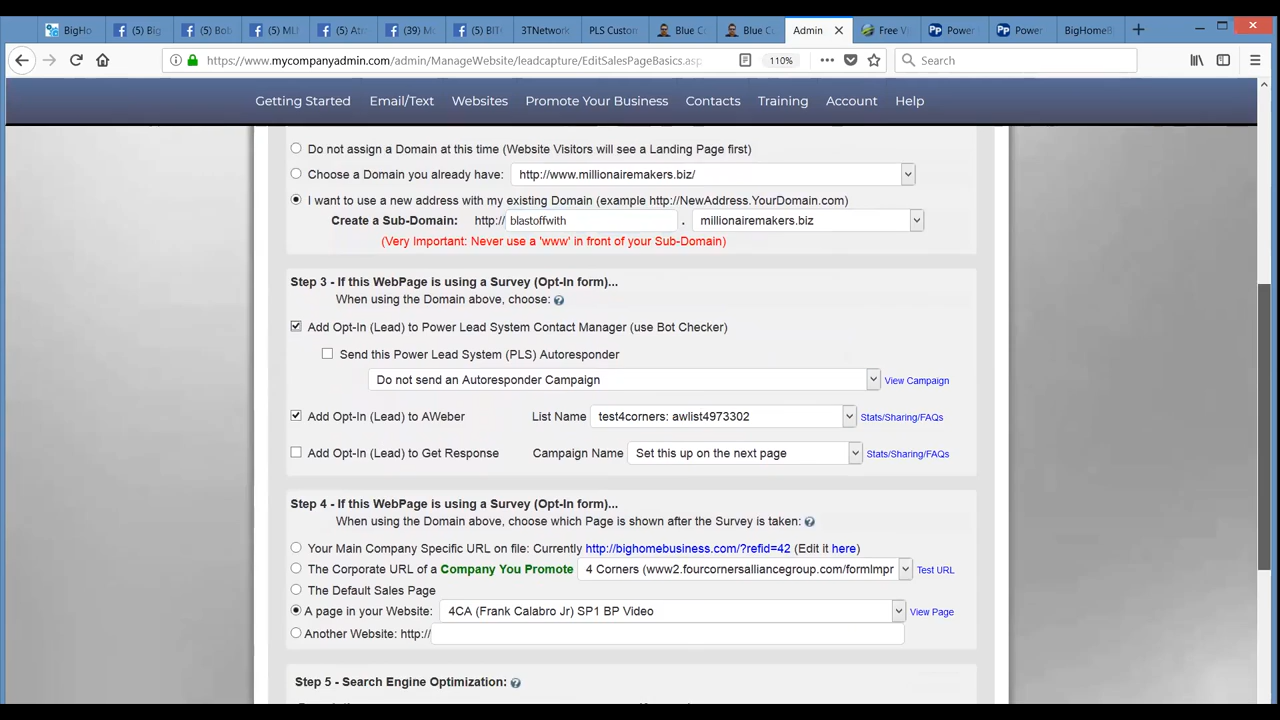 BigHo
(5) Big
(5) Bob
(5) MLI
(5) Atti
(39) Mo
(5) BITC
3TNetwork
PLS Custon
Blue C
Blue C
Admin
Free Vi
Power
Power
BigHomeB
https://www.mycompanyadmin.com/admin/ManageWebsite/leadcapture/EditSalesPageBasics.asp
110%
Search
Getting Started Email/Text Websites Promote Your Business Contacts Training Account Help
Do not assign a Domain at this time (Website Visitors will see a Landing Page first)
Choose a Domain you already have: http://www.millionairemakers.biz/
I want to use a new address with my existing Domain (example http://NewAddress.YourDomain.com)
Create a Sub-Domain: http:// blastoffwith . millionairemakers.biz
(Very Important: Never use a 'www' in front of your Sub-Domain)
Step 3 - If this WebPage is using a Survey (Opt-In form)...
When using the Domain above, choose: ?
Add Opt-In (Lead) to Power Lead System Contact Manager (use Bot Checker)
Send this Power Lead System (PLS) Autoresponder
Do not send an Autoresponder Campaign View Campaign
Add Opt-In (Lead) to AWeber List Name test4corners: awlist4973302 Stats/Sharing/FAQs
Add Opt-In (Lead) to Get Response Campaign Name Set this up on the next page Stats/Sharing/FAQs
Step 4 - If this WebPage is using a Survey (Opt-In form)...
When using the Domain above, choose which Page is shown after the Survey is taken: ?
Your Main Company Specific URL on file: Currently http://bighomebusiness.com/?refid=42 (Edit it here)
The Corporate URL of a Company You Promote 4 Corners (www2.fourcornersalliancegroup.com/formImpr Test URL
The Default Sales Page
A page in your Website: 4CA (Frank Calabro Jr) SP1 BP Video View Page
Another Website: http://
Step 5 - Search Engine Optimization: ?